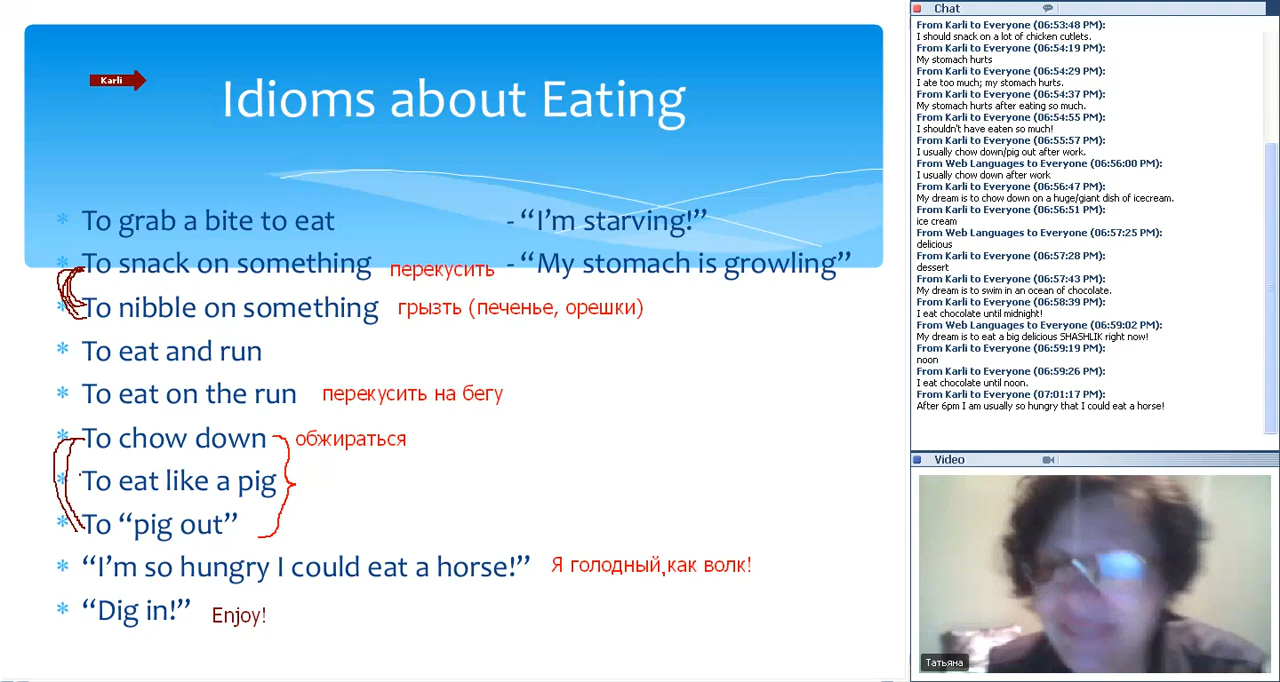 Karli
Idioms about Eating
* To grab a bite to eat - “I’m starving!”
* To snack on something перекусить - “My stomach is growling”
* To nibble on something грызть (печенье, орешки)
* To eat and run
* To eat on the run перекусить на бегу
* To chow down обжираться
* To eat like a pig
* To “pig out”
* “I’m so hungry I could eat a horse!” Я голодный,как волк!
* “Dig in!” Enjoy!
Chat
From Karli to Everyone (06:53:48 PM):
I should snack on a lot of chicken cutlets.
From Karli to Everyone (06:54:19 PM):
My stomach hurts
From Karli to Everyone (06:54:29 PM):
I ate too much; my stomach hurts.
From Karli to Everyone (06:54:37 PM):
My stomach hurts after eating so much.
From Karli to Everyone (06:54:55 PM):
I shouldn't have eaten so much!
From Karli to Everyone (06:55:57 PM):
I usually chow down/pig out after work.
From Web Languages to Everyone (06:56:00 PM):
I usually chow down after work
From Karli to Everyone (06:56:47 PM):
My dream is to chow down on a huge/giant dish of icecream.
From Karli to Everyone (06:56:51 PM):
ice cream
From Web Languages to Everyone (06:57:25 PM):
delicious
From Karli to Everyone (06:57:28 PM):
dessert
From Karli to Everyone (06:57:43 PM):
My dream is to swim in an ocean of chocolate.
From Karli to Everyone (06:58:39 PM):
I eat chocolate until midnight!
From Web Languages to Everyone (06:59:02 PM):
My dream is to eat a big delicious SHASHLIK right now!
From Karli to Everyone (06:59:19 PM):
noon
From Karli to Everyone (06:59:26 PM):
I eat chocolate until noon.
From Karli to Everyone (07:01:17 PM):
After 6pm I am usually so hungry that I could eat a horse!
Video
Татьяна